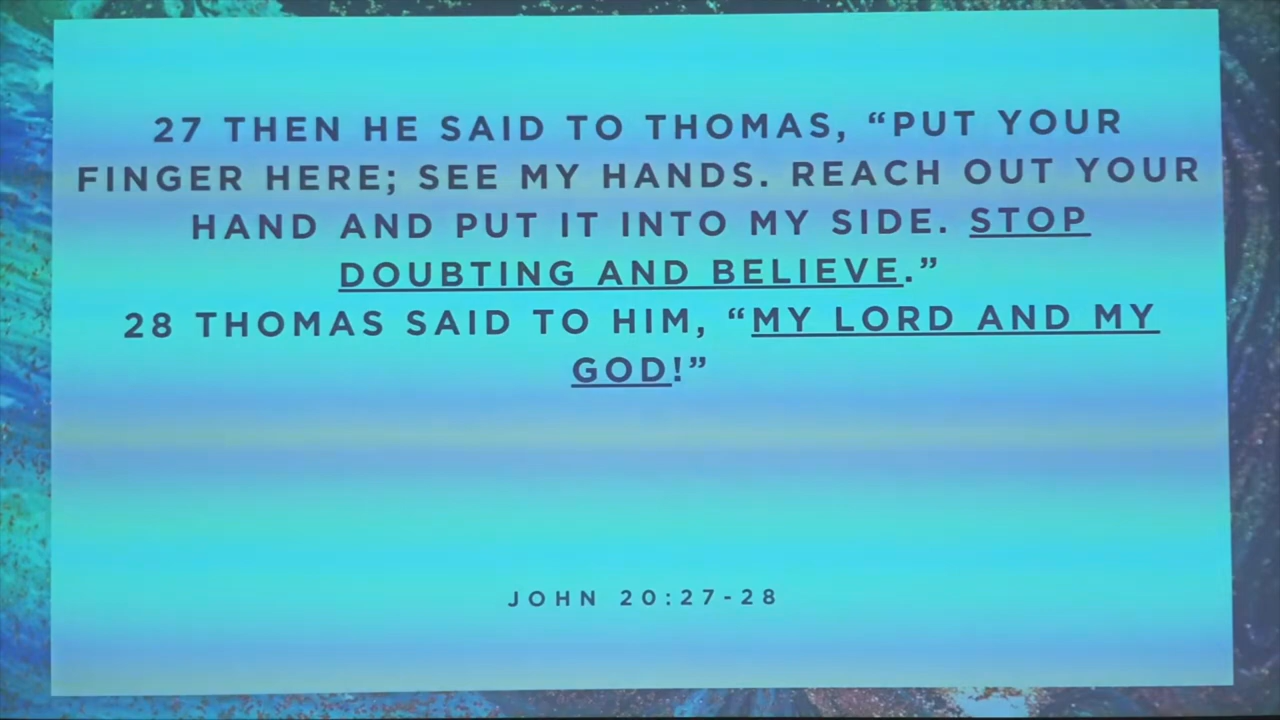 27 THEN HE SAID TO THOMAS, “PUT YOUR
FINGER HERE; SEE MY HANDS. REACH OUT YOUR
HAND AND PUT IT INTO MY SIDE. STOP
DOUBTING AND BELIEVE.”
28 THOMAS SAID TO HIM, “MY LORD AND MY
GOD!”
JOHN 20:27-28